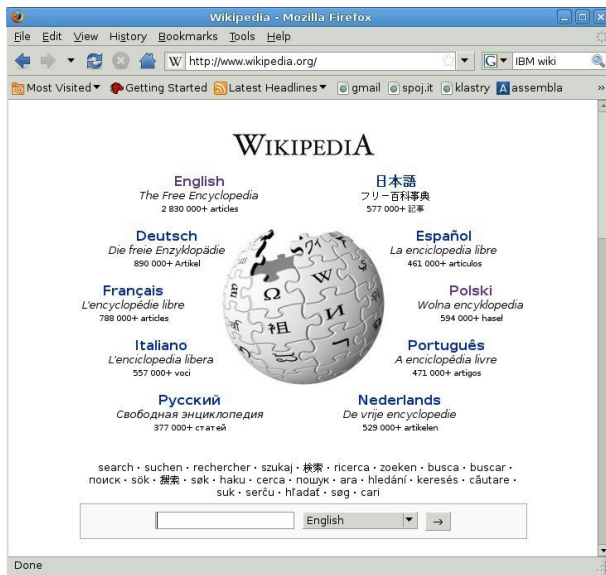 Wikipedia - Mozilla Firefox
File Edit View History Bookmarks Tools Help
W http://www.wikipedia.org/ G IBM wiki
Most Visited Getting Started Latest Headlines gmail spoj.it klastry A assembla »
WIKIPEDIA
English
The Free Encyclopedia
2 830 000+ articles
日本語
フリー百科事典
577 000+ 記事
Deutsch
Die freie Enzyklopädie
890 000+ Artikel
Español
La enciclopedia libre
461 000+ artículos
Français
L'encyclopédie libre
788 000+ articles
Polski
Wolna encyklopedia
594 000+ haseł
Italiano
L'enciclopedia libera
557 000+ voci
Português
A enciclopédia livre
471 000+ artigos
Русский
Свободная энциклопедия
377 000+ статей
Nederlands
De vrije encyclopedie
529 000+ artikelen
Ω W И 祖
search · suchen · rechercher · szukaj · 検索 · ricerca · zoeken · busca · buscar ·
поиск · sök · 搜索 · søk · haku · cerca · пошук · ara · hledání · keresés · căutare ·
suk · serĉu · hľadať · søg · cari
English →
Done